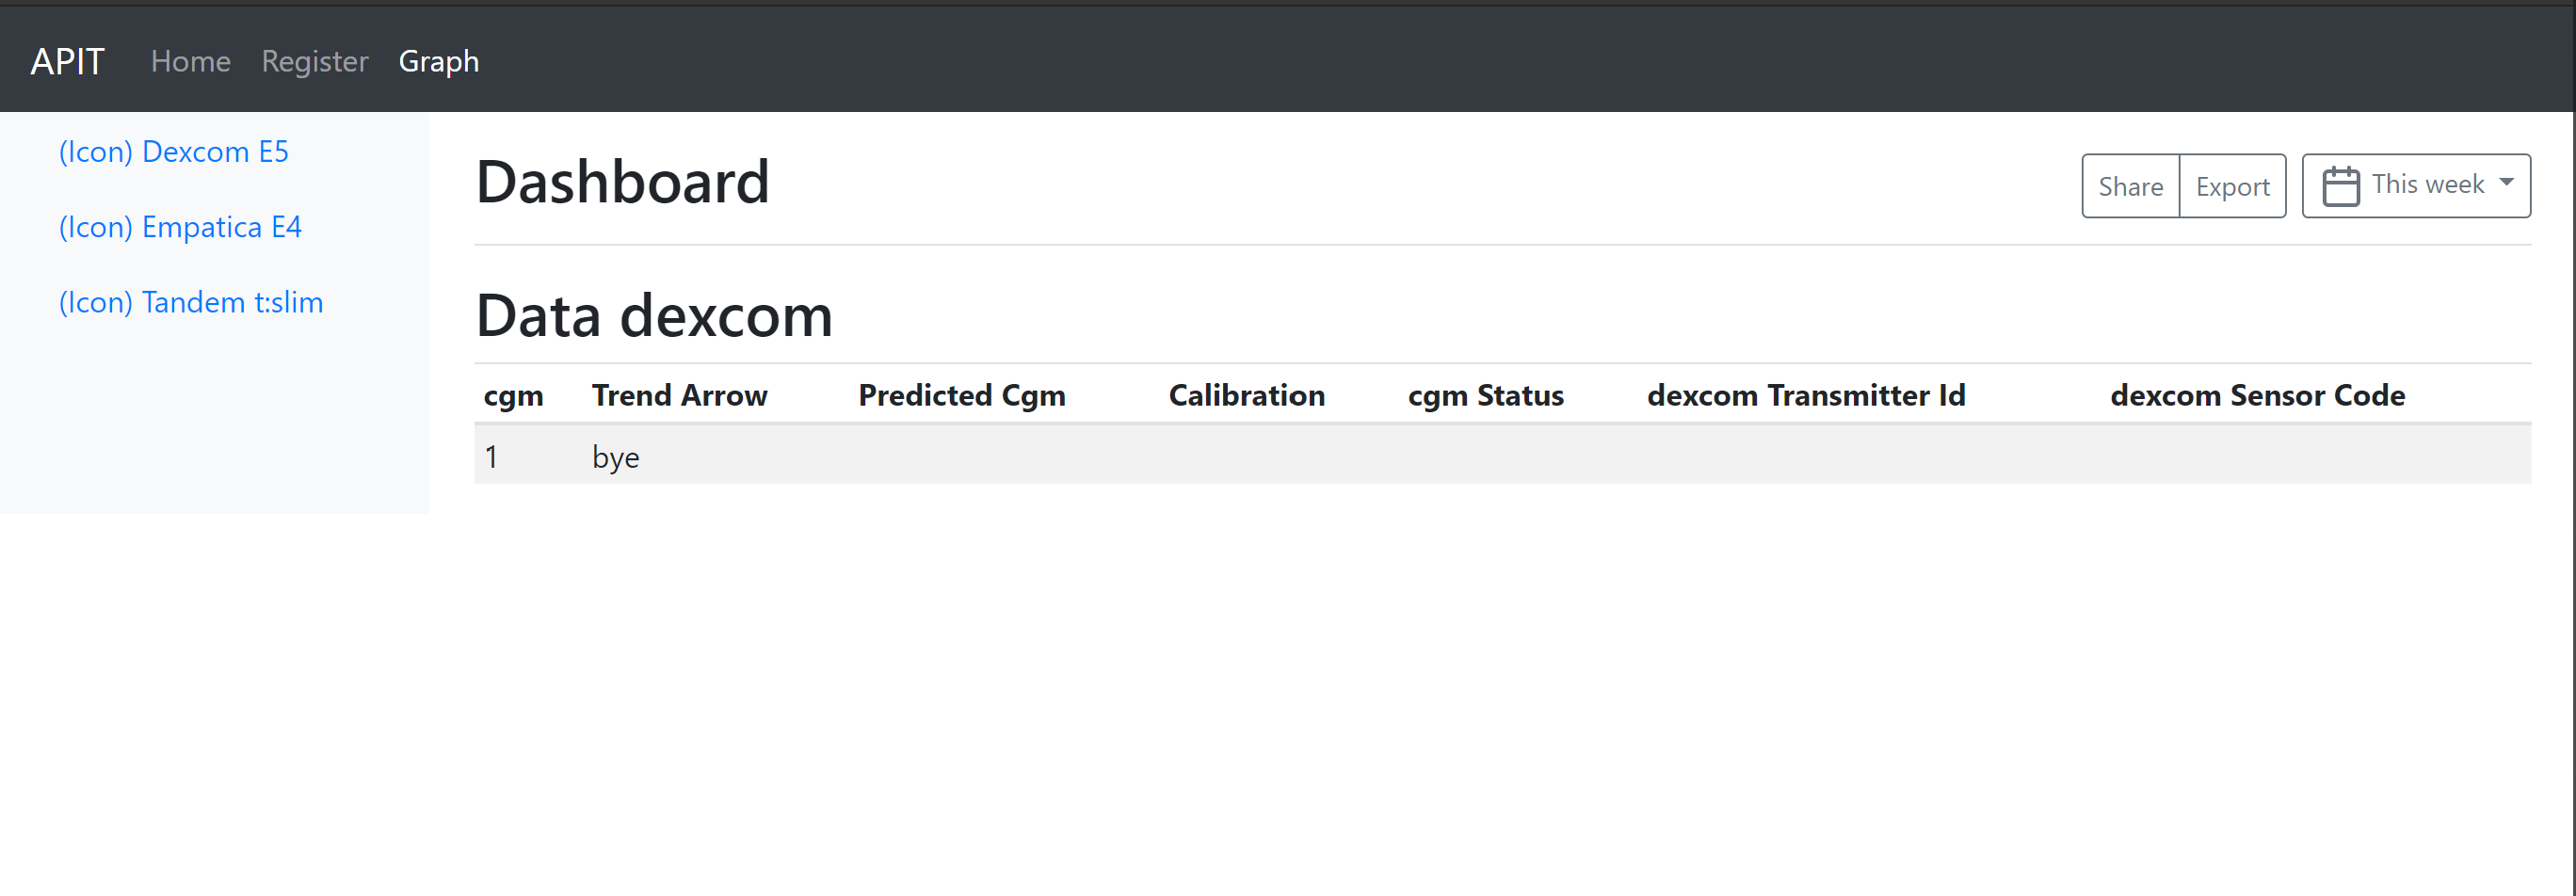 APIT Home Register Graph
(Icon) Dexcom E5
(Icon) Empatica E4
(Icon) Tandem t:slim
Dashboard
Share Export This week
Data dexcom
cgm Trend Arrow Predicted Cgm Calibration cgm Status dexcom Transmitter Id dexcom Sensor Code
1 bye